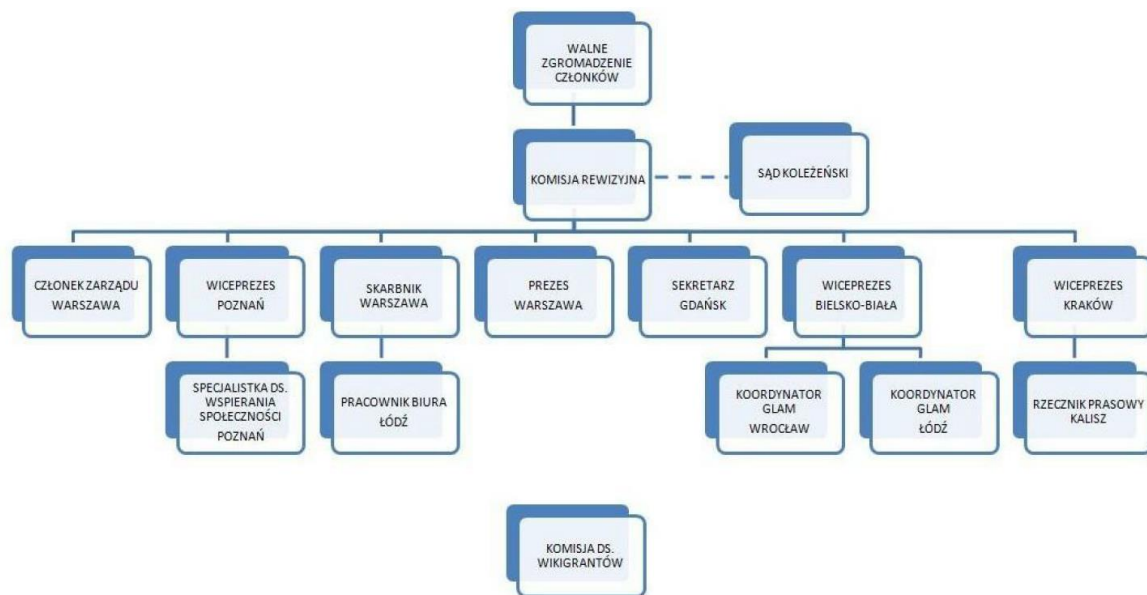 WALNE
ZGROMADZENIE
CZŁONKÓW
KOMISJA REWIZYJNA
SĄD KOLEŻEŃSKI
CZŁONEK ZARZĄDU
WARSZAWA
WICEPREZES
POZNAŃ
SKARBNIK
WARSZAWA
PREZES
WARSZAWA
SEKRETARZ
GDAŃSK
WICEPREZES
BIELSKO-BIAŁA
WICEPREZES
KRAKÓW
SPECJALISTKA DS.
WSPIERANIA
SPOŁECZNOŚCI
POZNAŃ
PRACOWNIK BIURA
ŁÓDŹ
KOORDYNATOR
GLAM
WROCŁAW
KOORDYNATOR
GLAM
ŁÓDŹ
RZECZNIK PRASOWY
KALISZ
KOMISJA DS.
WIKIGRANTÓW